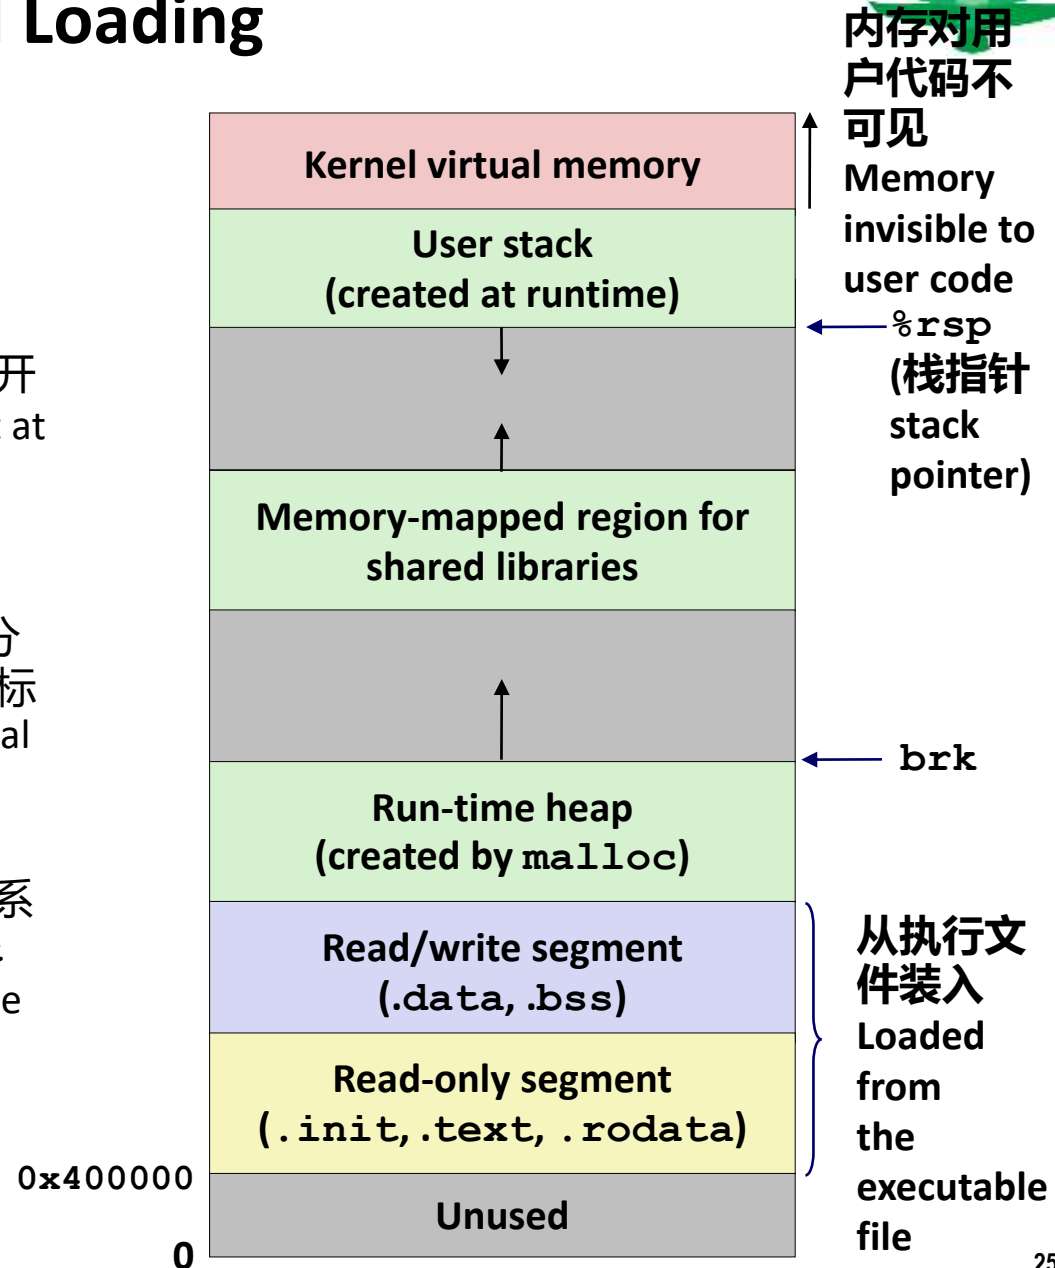 Loading
内存对用
户代码不
可见
Memory
invisible to
user code
Kernel virtual memory
User stack
(created at runtime)
%rsp
(栈指针
stack
pointer)
开
at
Memory-mapped region for
shared libraries
分
标
al
brk
Run-time heap
(created by malloc)
系
e
Read/write segment
(.data, .bss)
从执行文
件装入
Loaded
from
the
executable
file
Read-only segment
(.init, .text, .rodata)
0x400000
Unused
0
25